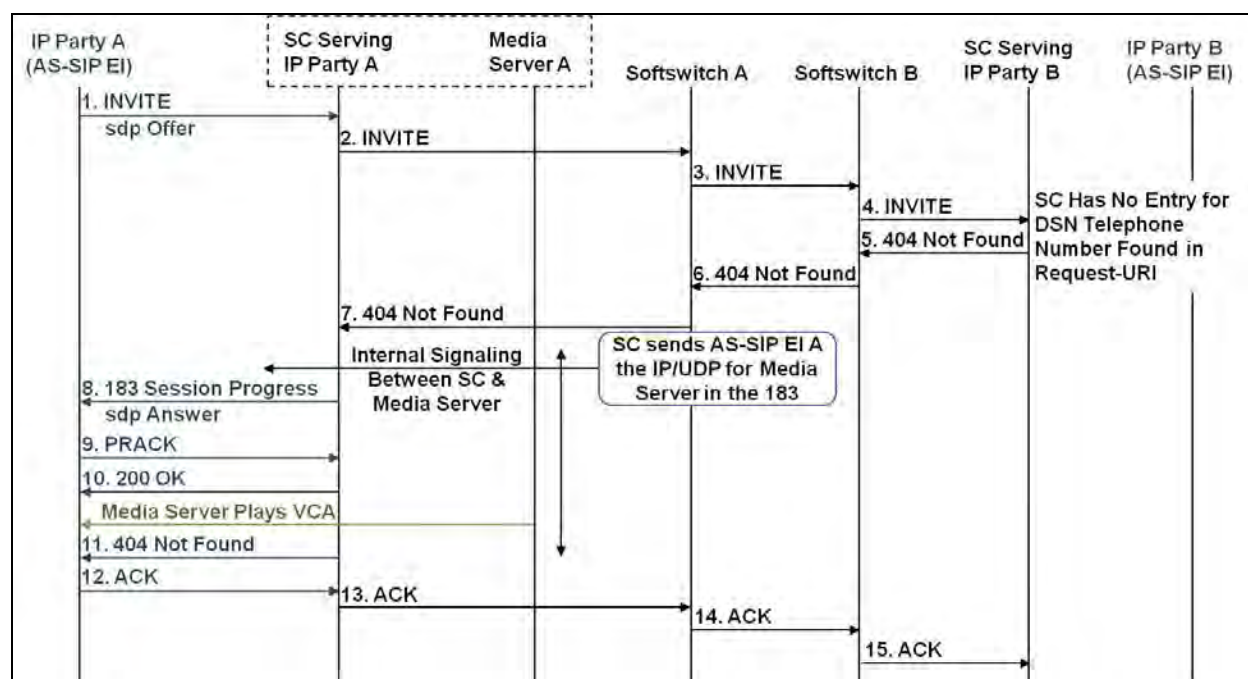 IP Party A
(AS-SIP EI)
SC Serving
IP Party A
Media
Server A
Softswitch A
Softswitch B
SC Serving
IP Party B
IP Party B
(AS-SIP EI)
1. INVITE
sdp Offer
2. INVITE
3. INVITE
4. INVITE
SC Has No Entry for
DSN Telephone
Number Found in
Request-URI
5. 404 Not Found
6. 404 Not Found
7. 404 Not Found
Internal Signaling
Between SC &
Media Server
SC sends AS-SIP EI A
the IP/UDP for Media
Server in the 183
8. 183 Session Progress
sdp Answer
9. PRACK
10. 200 OK
Media Server Plays VCA
11. 404 Not Found
12. ACK
13. ACK
14. ACK
15. ACK